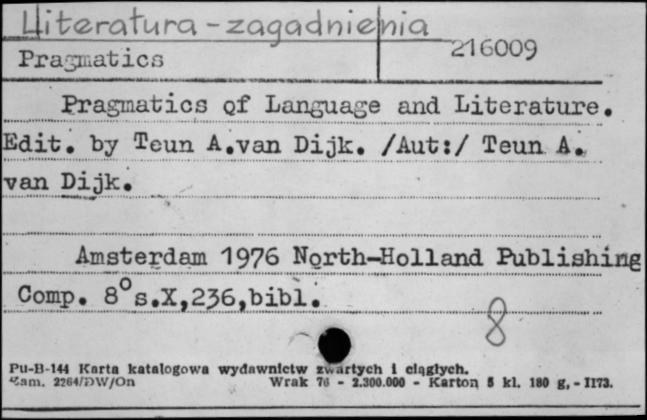 Literatura - zagadnienia
Pragmatics
216009
Pragmatics of Language and Literature.
Edit. by Teun A.van Dijk. /Aut:/ Teun A.
van Dijk.
Amsterdam 1976 North-Holland Publishing
Comp. 8° s.X,236,bibl.
8
Pu-B-144 Karta katalogowa wydawnictw zwartych i ciągłych.
Zam. 2264/DW/On Wrak 76 - 2.300.000 - Karton 5 kl. 180 g, - 1173.